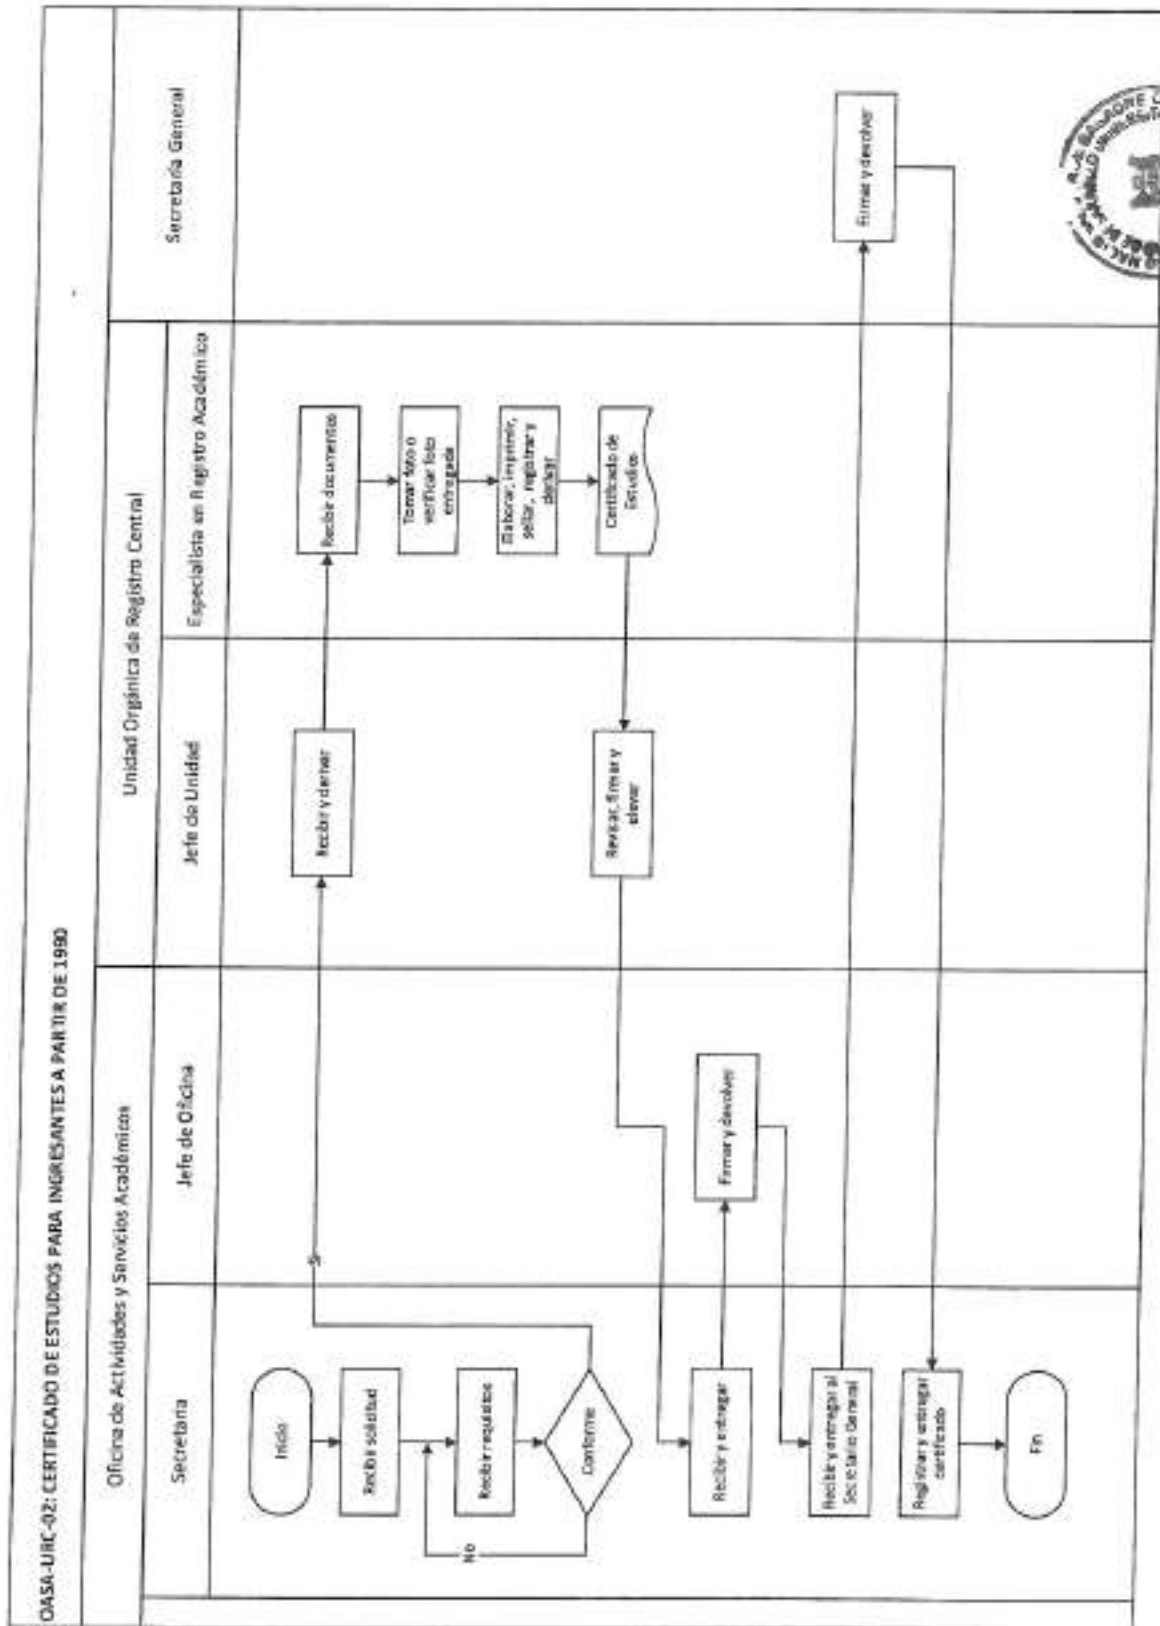 OASA-URC-02: CERTIFICADO DE ESTUDIOS PARA INGRESANTES A PARTIR DE 1990
Oficina de Actividades y Servicios Académicos
Unidad Orgánica de Registro Central
Secretaría General
Secretaria
Jefe de Oficina
Jefe de Unidad
Especialista en Registro Académico
Inicio
Recibir solicitud
Recibir requisitos
Conforme
No
Si
Recibir y derivar
Recibir documentos
Tomar foto o
verificar foto
entregada
Elaborar, imprimir,
sellar, registrar y
derivar
Certificado de
Estudios
Revisar, firmar y
elevar
Recibir y entregar
Firmar y devolver
Recibir y entregar al
Secretario General
Firmar y devolver
Registrar y entregar
certificado
Fin